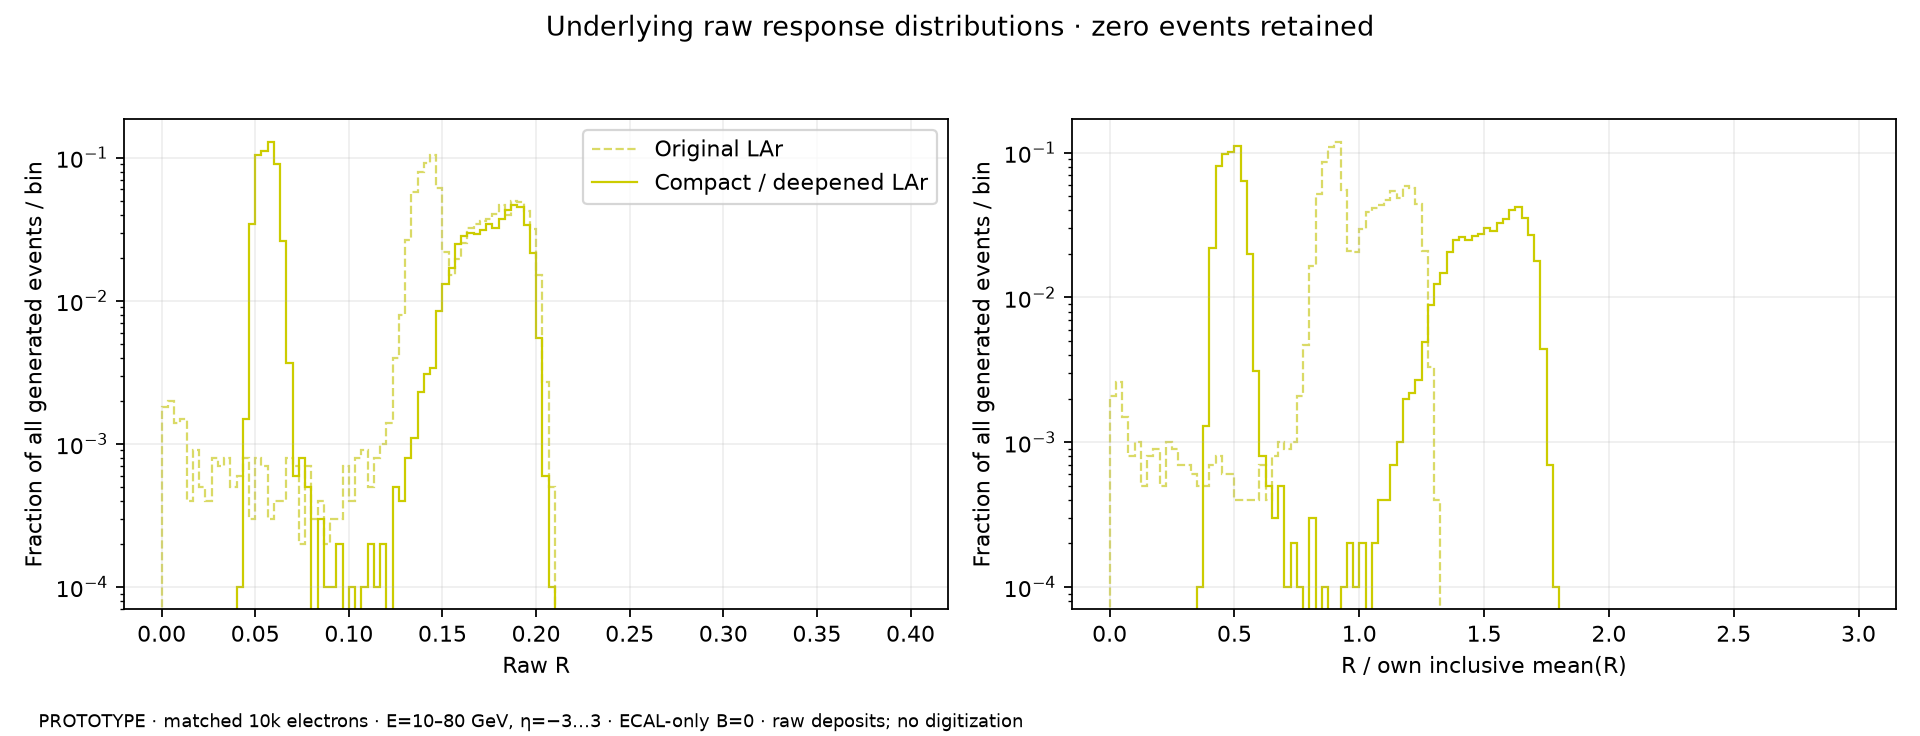 Underlying raw response distributions · zero events retained
Fraction of all generated events / bin
10⁻¹
10⁻²
10⁻³
10⁻⁴
Original LAr
Compact / deepened LAr
0.00 0.05 0.10 0.15 0.20 0.25 0.30 0.35 0.40
Raw R
Fraction of all generated events / bin
10⁻¹
10⁻²
10⁻³
10⁻⁴
0.0 0.5 1.0 1.5 2.0 2.5 3.0
R / own inclusive mean(R)
PROTOTYPE · matched 10k electrons · E=10–80 GeV, η=−3…3 · ECAL-only B=0 · raw deposits; no digitization